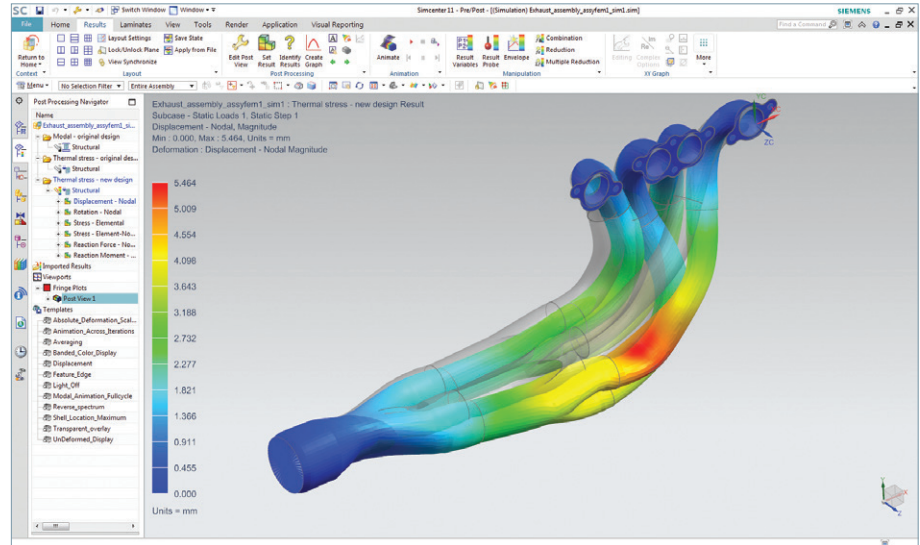 SC Switch Window Window Simcenter 11 - Pre/Post - [(Simulation) Exhaust_assembly_assyfem1_sim1.sim] SIEMENS
File Home Results Laminates View Tools Render Application Visual Reporting Find a Command
Return to Home
Layout Settings
Lock/Unlock Plane
View Synchronize
Save State
Apply from File
Edit Post View
Set Result
Identify Results
Create Graph
Animate
Result Variables
Result Probe
Envelope
Combination
Reduction
Multiple Reduction
Editing
Complex Options
More
Context Layout Post Processing Animation Manipulation XY Graph
Menu No Selection Filter Entire Assembly
Post Processing Navigator
Name
Exhaust_assembly_assyfem1_si...
Model - original design
Structural
Thermal stress - original des...
Structural
Thermal stress - new design
Structural
Displacement - Nodal
Rotation - Nodal
Stress - Elemental
Stress - Element-No...
Reaction Force - No...
Reaction Moment - ...
Imported Results
Viewports
Fringe Plots
Post View 1
Templates
Absolute_Deformation_Scal...
Animation_Across_Iterations
Averaging
Banded_Color_Display
Displacement
Feature_Edge
Light_Off
Modal_Animation_Fullcycle
Reverse_spectrum
Shell_Location_Maximum
Transparent_overlay
UnDeformed_Display
Exhaust_assembly_assyfem1_sim1 : Thermal stress - new design Result
Subcase - Static Loads 1, Static Step 1
Displacement - Nodal, Magnitude
Min : 0.000, Max : 5.464, Units = mm
Deformation : Displacement - Nodal Magnitude
5.464
5.009
4.554
4.098
3.643
3.188
2.732
2.277
1.821
1.366
0.911
0.455
0.000
Units = mm
YC
XC
ZC
Y
X
Z